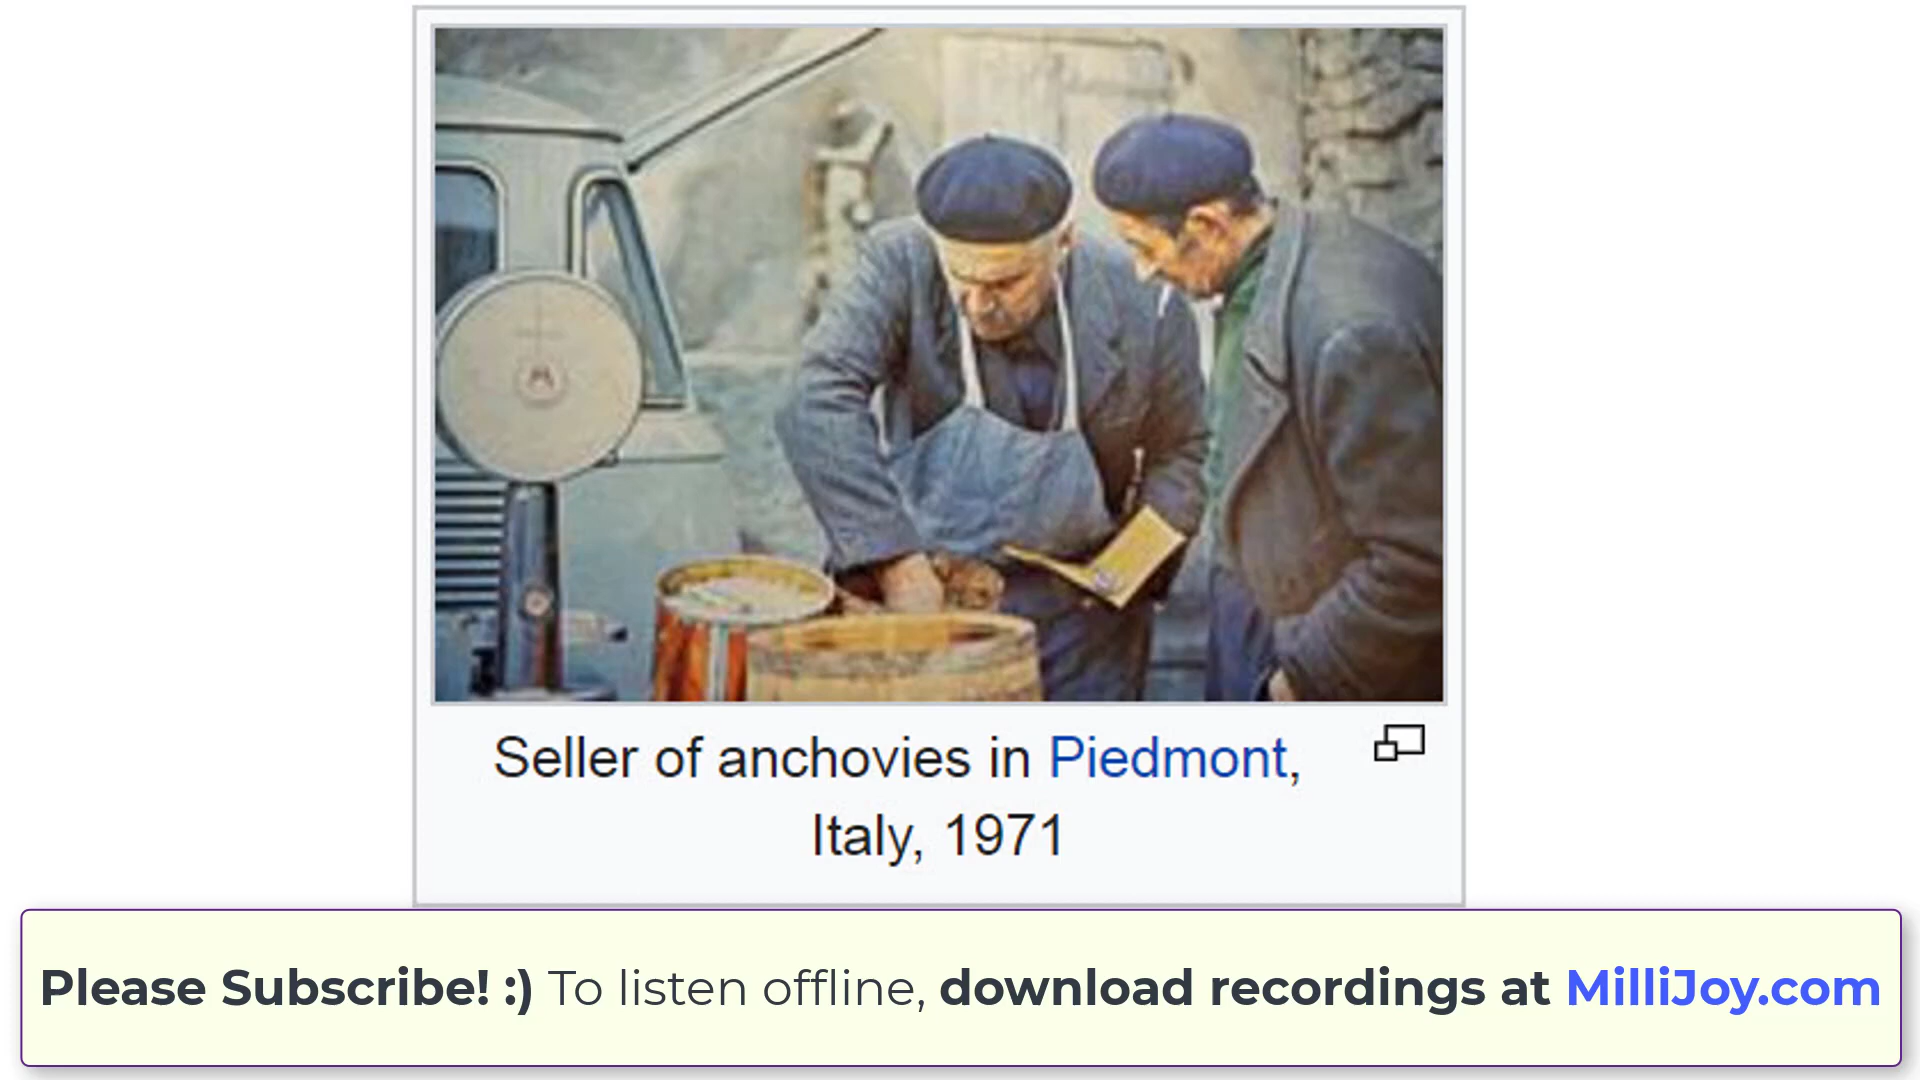 Seller of anchovies in Piedmont,
Italy, 1971
Please Subscribe! :) To listen offline, download recordings at MilliJoy.com